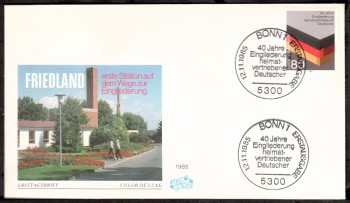 FRIEDLAND
erste Station auf
dem Wege zur
Eingliederung
ERSTTAGSBRIEF
COLOR DE LUXE
1985
40 Jahre
Eingliederung
heimatvertriebener
Deutscher
80
BONN 1
ERSTAUSGABE
12.11.1985
40 Jahre
Eingliederung
heimat-
vertriebener
Deutscher
5300
BONN 1
ERSTAUSGABE
12.11.1985
40 Jahre
Eingliederung
heimat-
vertriebener
Deutscher
5300